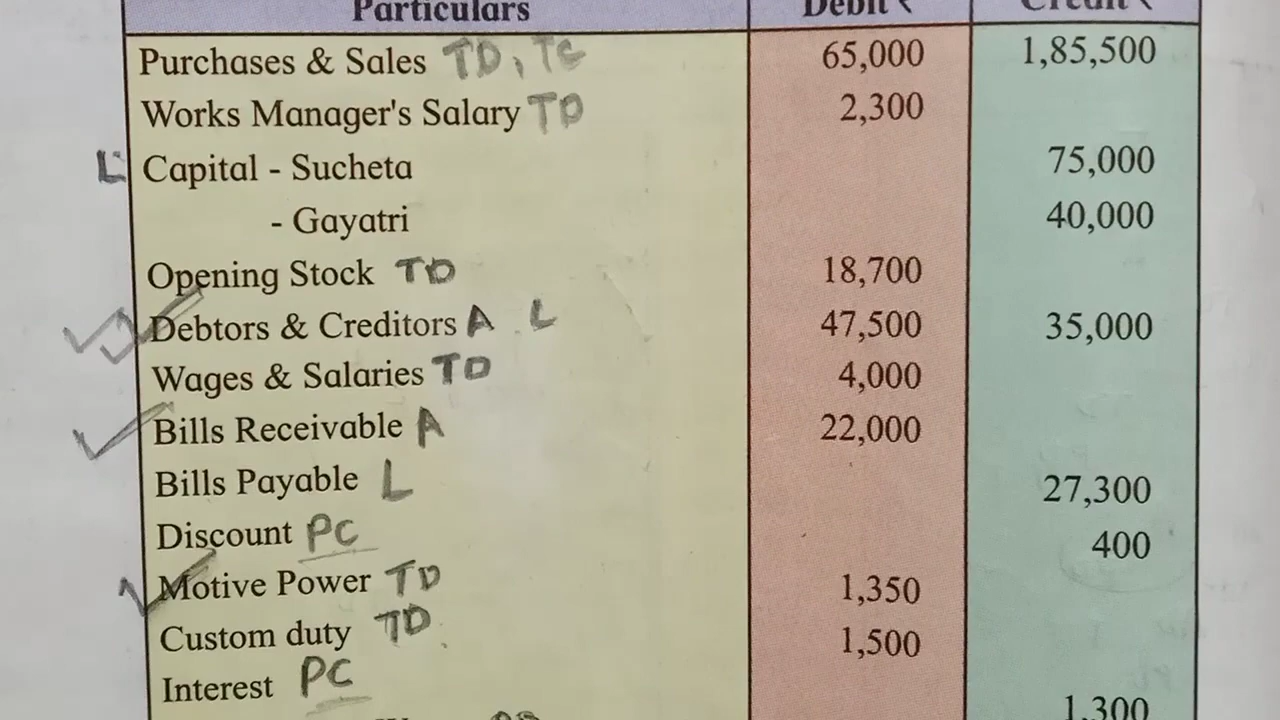 Particulars Debit ₹ Credit ₹
Purchases & Sales TD, TC 65,000 1,85,500
Works Manager's Salary TD 2,300
L Capital - Sucheta 75,000
- Gayatri 40,000
Opening Stock TD 18,700
Debtors & Creditors A L 47,500 35,000
Wages & Salaries TD 4,000
Bills Receivable A 22,000
Bills Payable L 27,300
Discount PC 400
Motive Power TD 1,350
Custom duty TD 1,500
Interest PC 1,300